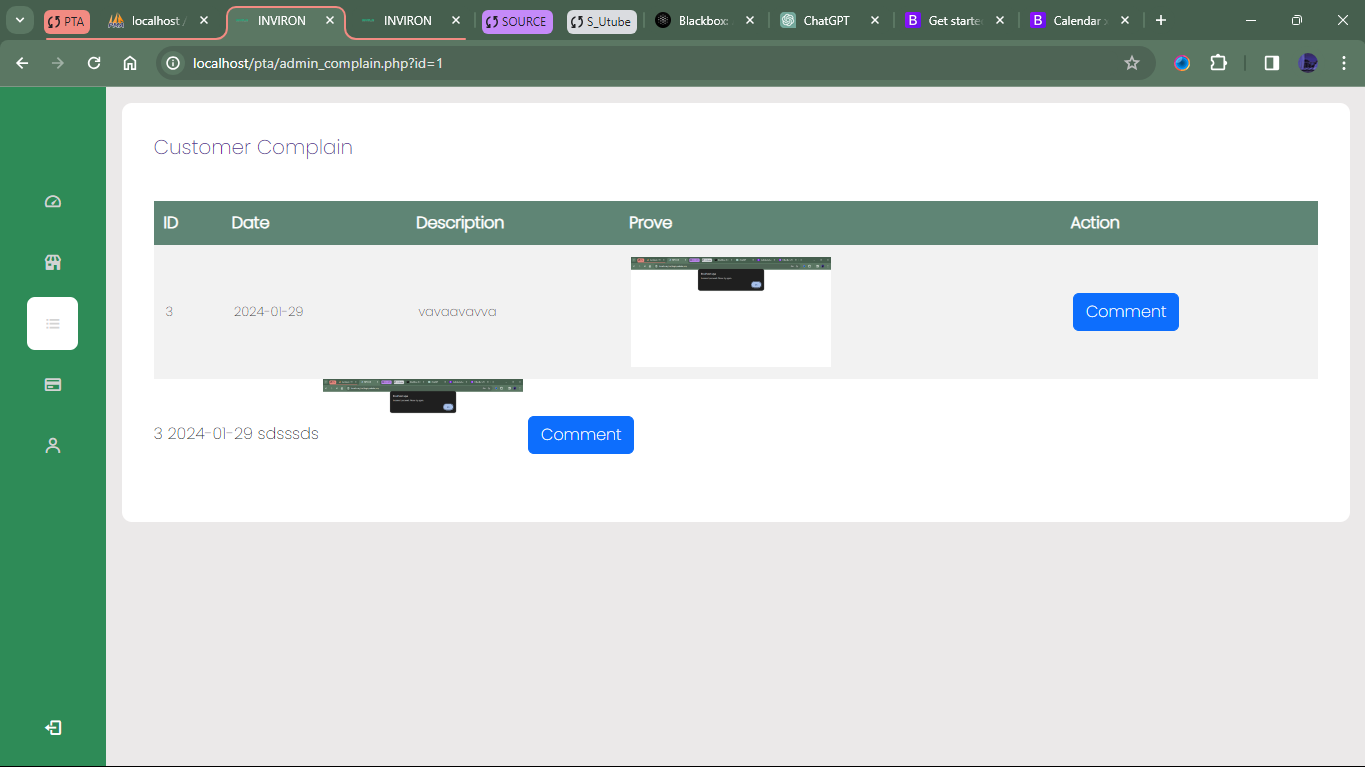 PTA
localhost /
INVIRON
INVIRON
SOURCE
S_Utube
Blackbox
ChatGPT
Get starte
Calendar
localhost/pta/admin_complain.php?id=1
Customer Complain
ID Date Description Prove Action
3 2024-01-29 vavaavavva Comment
3 2024-01-29 sdsssds Comment